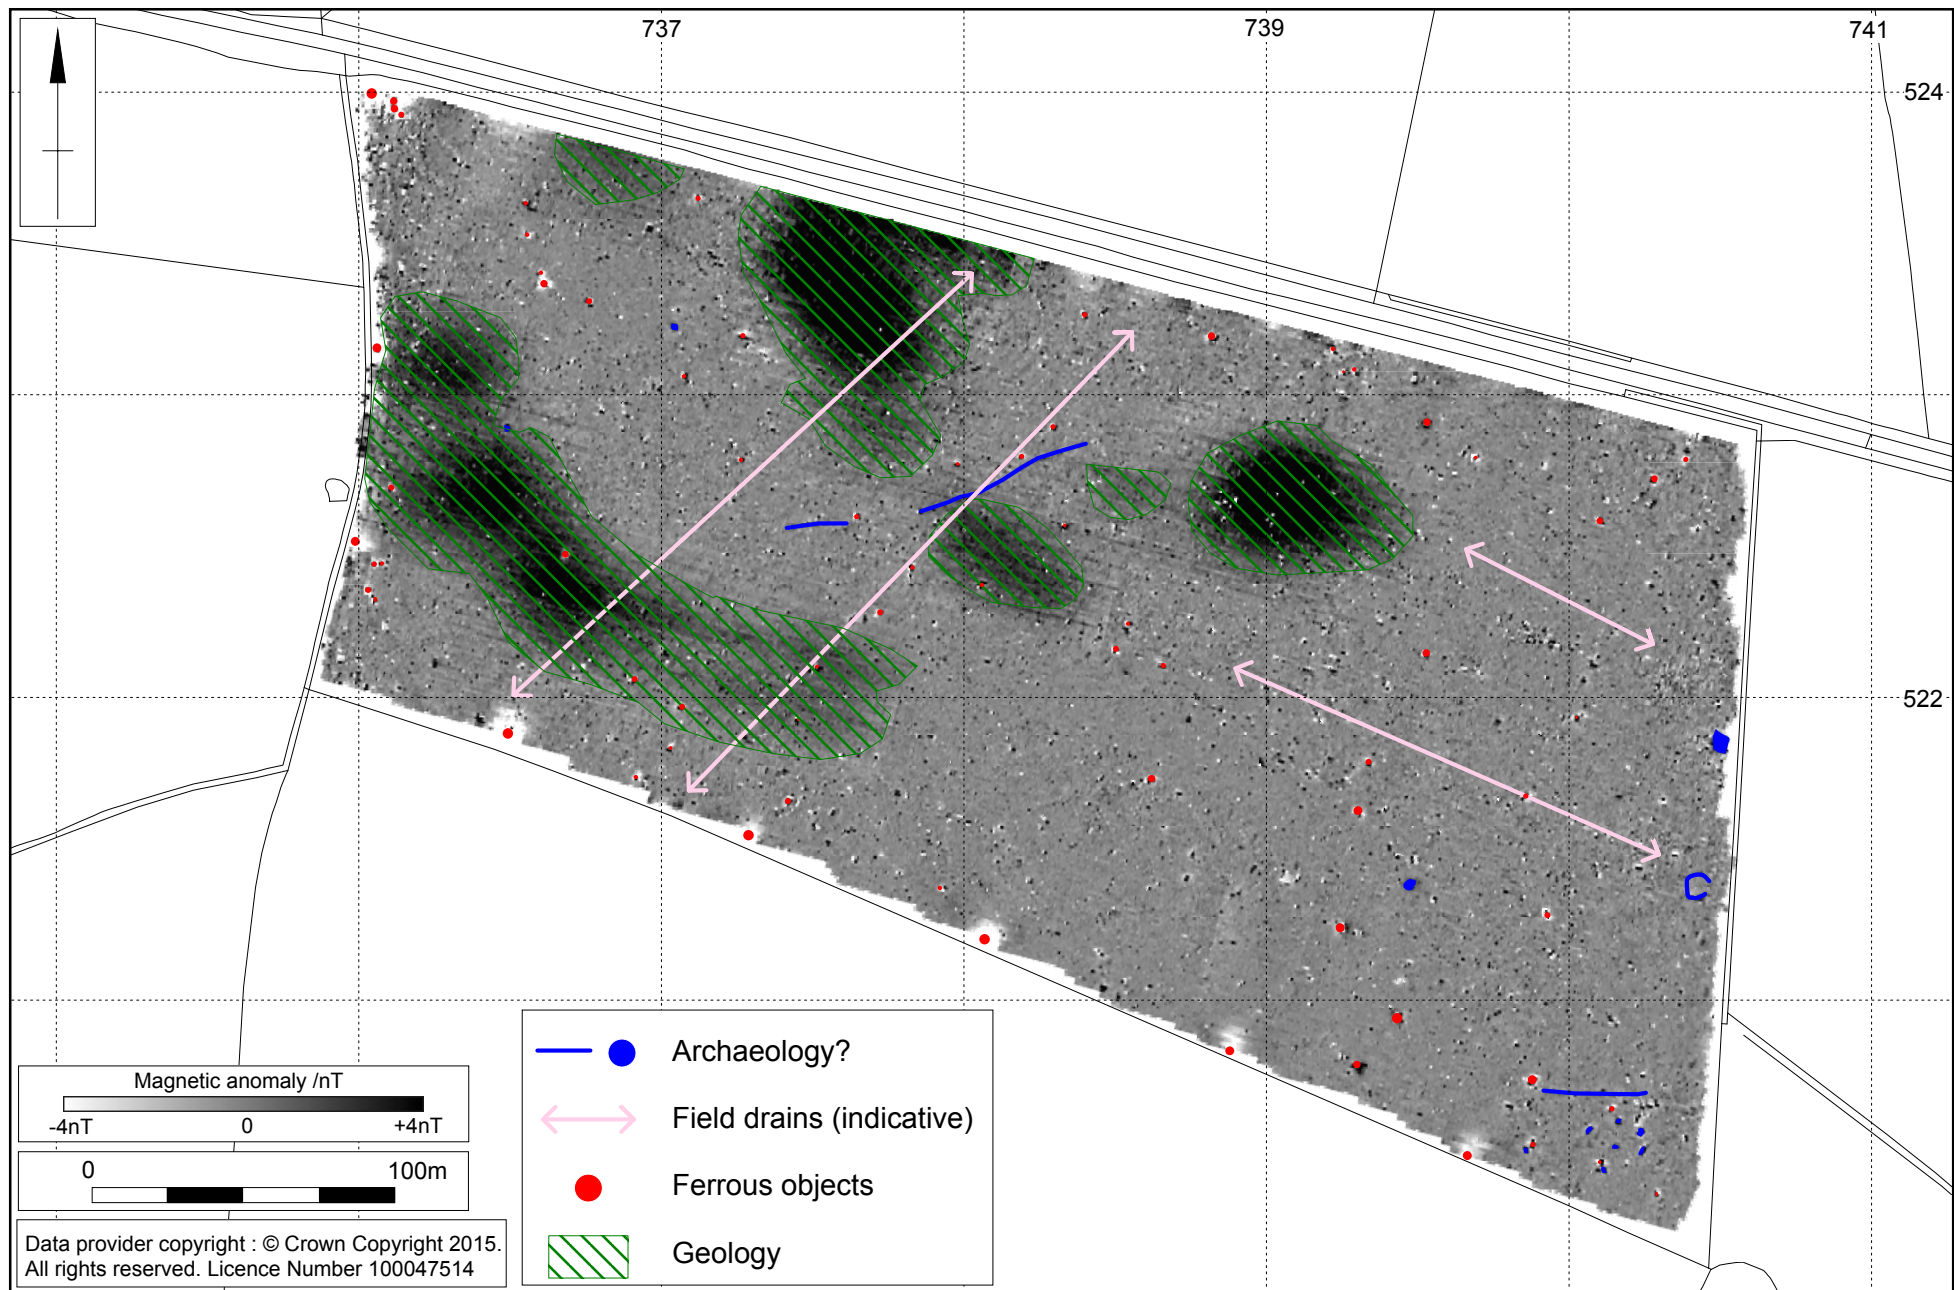 737
739
741
524
522
Archaeology?
Field drains (indicative)
Ferrous objects
Geology
Magnetic anomaly /nT
-4nT 0 +4nT
0 100m
Data provider copyright : © Crown Copyright 2015.
All rights reserved. Licence Number 100047514